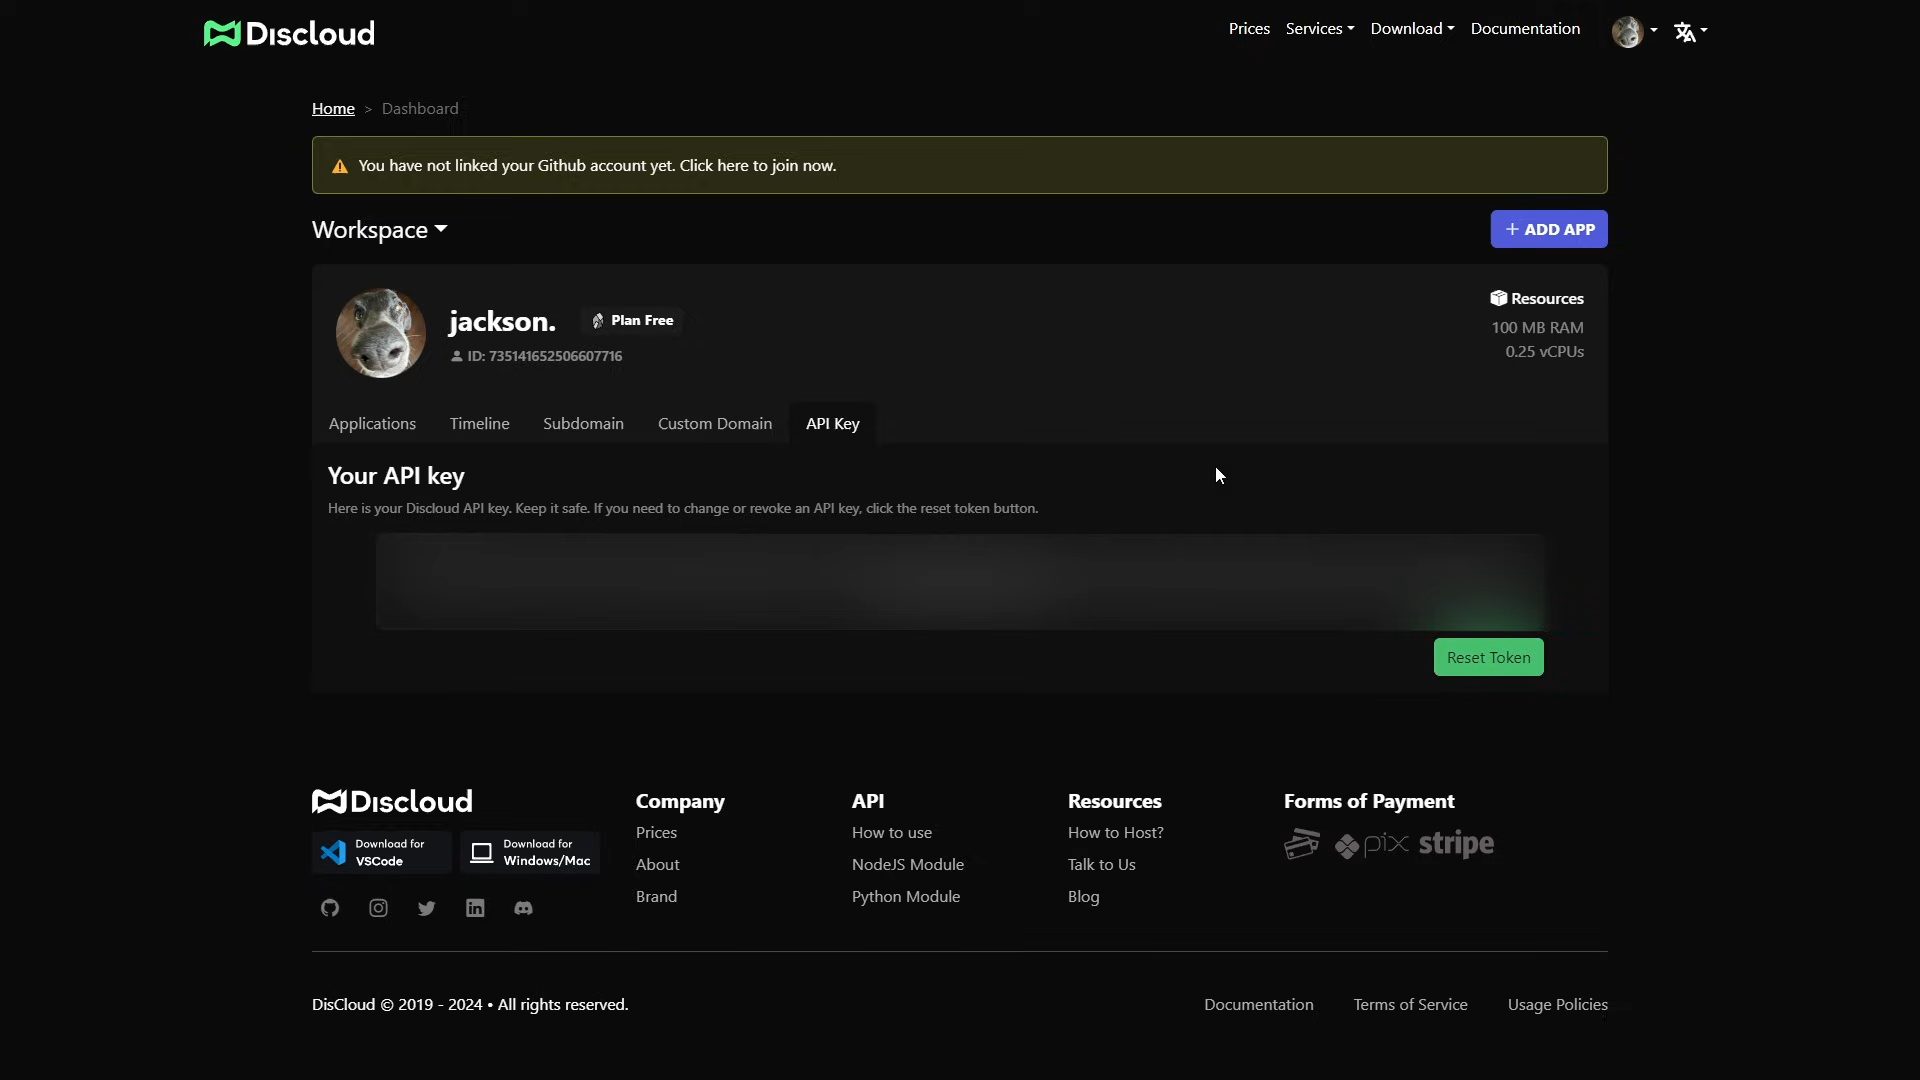 Discloud
Prices Services Download Documentation
Home > Dashboard
You have not linked your Github account yet. Click here to join now.
Workspace
+ ADD APP
jackson.
Plan Free
ID: 735141652506607716
Resources
100 MB RAM
0.25 vCPUs
Applications Timeline Subdomain Custom Domain API Key
Your API key
Here is your Discloud API key. Keep it safe. If you need to change or revoke an API key, click the reset token button.
Reset Token
Discloud
Download for
VSCode
Download for
Windows/Mac
Company
Prices
About
Brand
API
How to use
NodeJS Module
Python Module
Resources
How to Host?
Talk to Us
Blog
Forms of Payment
pix stripe
DisCloud © 2019 - 2024 • All rights reserved.
Documentation Terms of Service Usage Policies